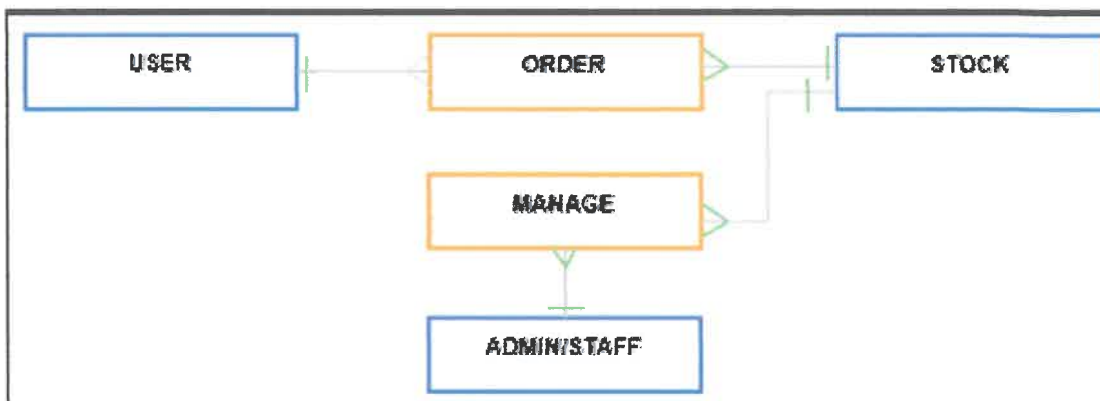 USER
ORDER
STOCK
MANAGE
ADMIN/STAFF